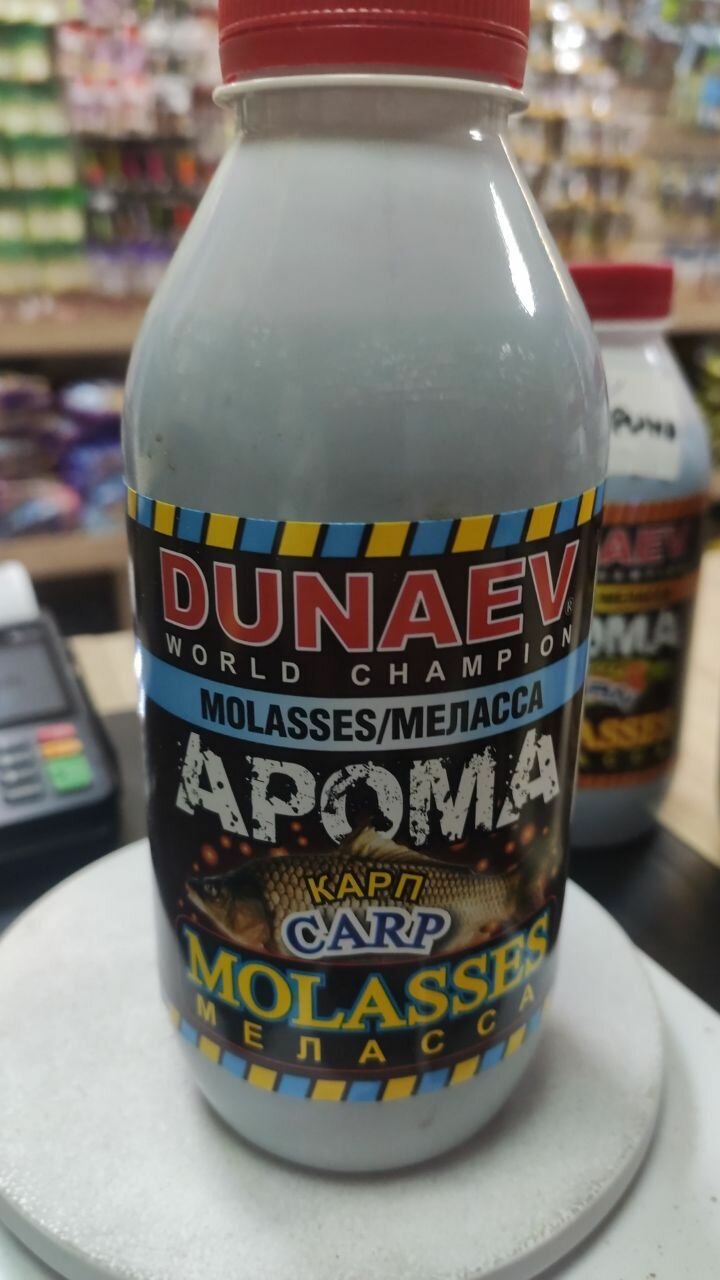 DUNAEV®
WORLD CHAMPION
MOLASSES/МЕЛАССА
АРОМА
КАРП
CARP
MOLASSES
МЕЛАССА